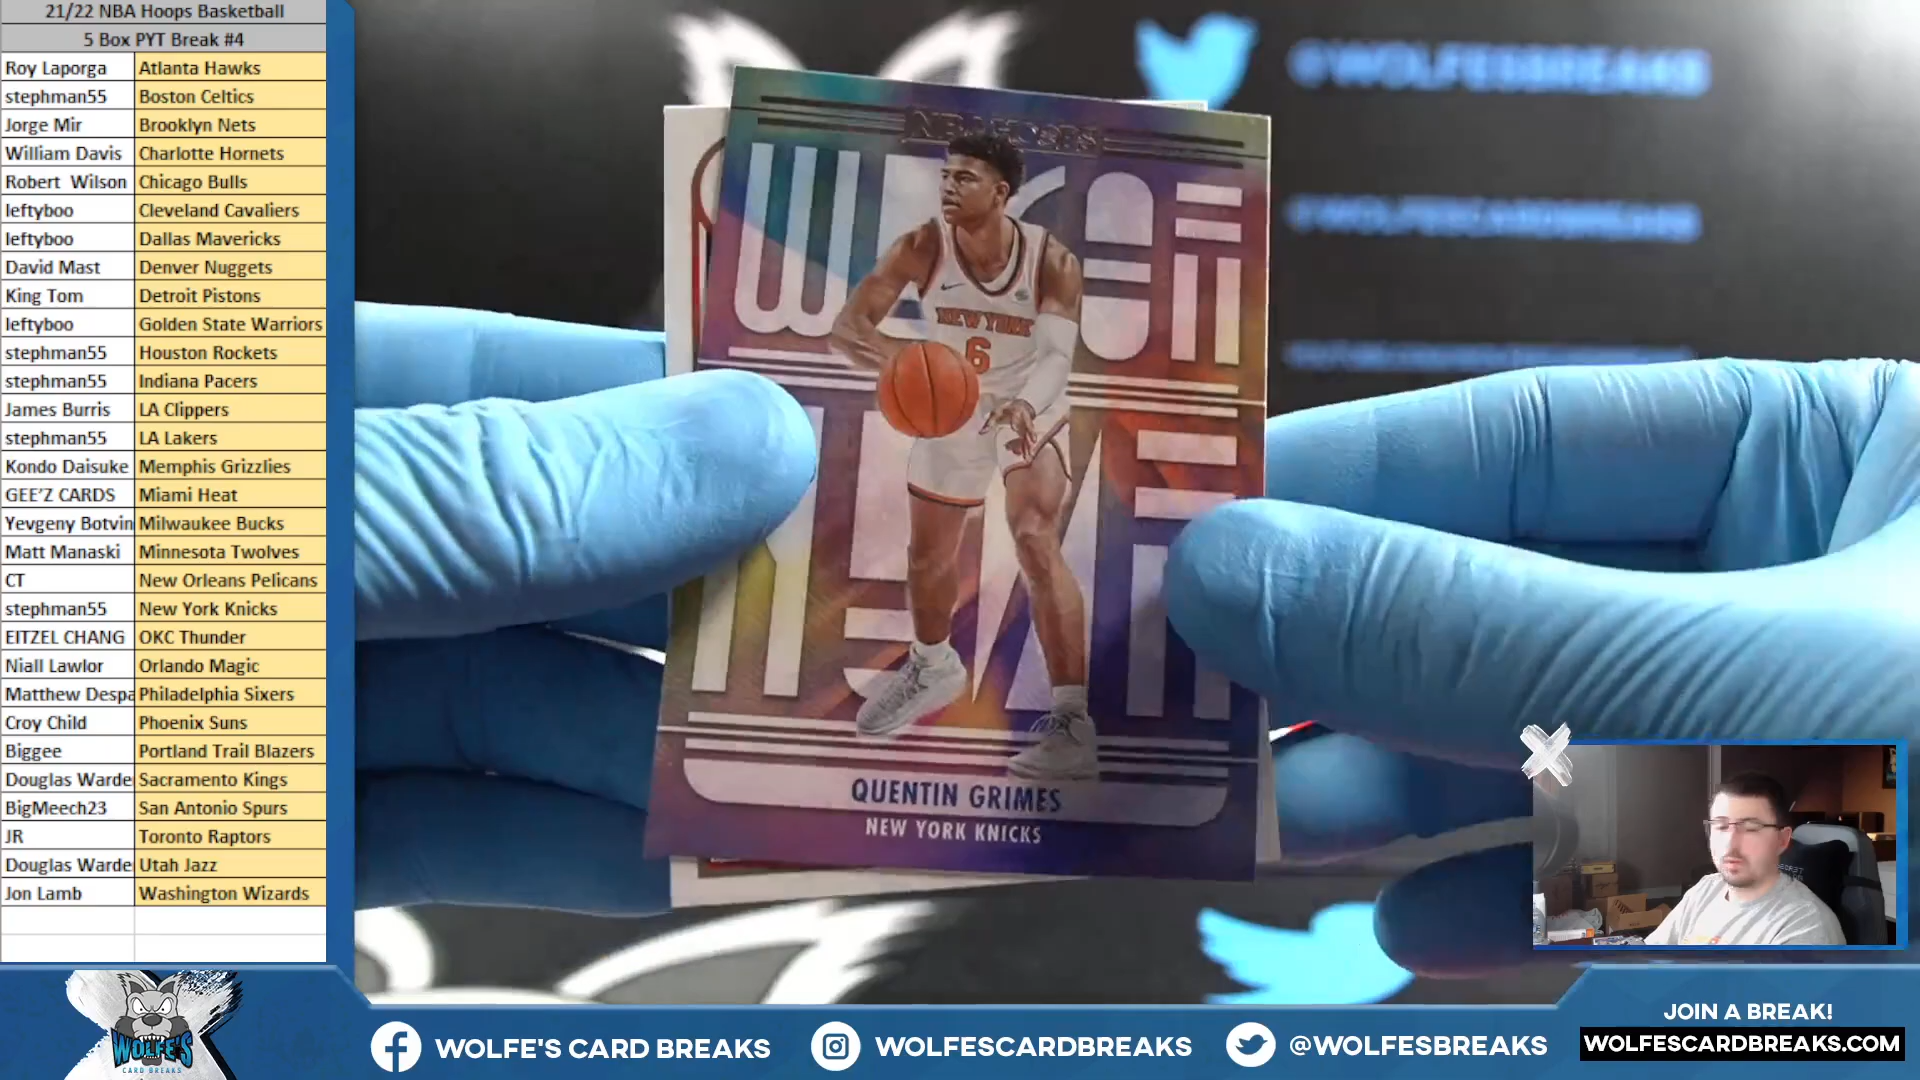 21/22 NBA Hoops Basketball
5 Box PYT Break #4
Roy Laporga Atlanta Hawks
stephman55 Boston Celtics
Jorge Mir Brooklyn Nets
William Davis Charlotte Hornets
Robert Wilson Chicago Bulls
leftyboo Cleveland Cavaliers
leftyboo Dallas Mavericks
David Mast Denver Nuggets
King Tom Detroit Pistons
leftyboo Golden State Warriors
stephman55 Houston Rockets
stephman55 Indiana Pacers
James Burris LA Clippers
stephman55 LA Lakers
Kondo Daisuke Memphis Grizzlies
GEE'Z CARDS Miami Heat
Yevgeny Botvin Milwaukee Bucks
Matt Manaski Minnesota Twolves
CT New Orleans Pelicans
stephman55 New York Knicks
EITZEL CHANG OKC Thunder
Niall Lawlor Orlando Magic
Matthew Despa Philadelphia Sixers
Croy Child Phoenix Suns
Biggee Portland Trail Blazers
Douglas Warde Sacramento Kings
BigMeech23 San Antonio Spurs
JR Toronto Raptors
Douglas Warde Utah Jazz
Jon Lamb Washington Wizards
@WOLFESBREAKS
@WOLFESCARDBREAKS
NBA HOOPS
NEW YORK
6
QUENTIN GRIMES
NEW YORK KNICKS
WOLFE'S
CARD BREAKS
WOLFE'S CARD BREAKS
WOLFESCARDBREAKS
@WOLFESBREAKS
JOIN A BREAK!
WOLFESCARDBREAKS.COM